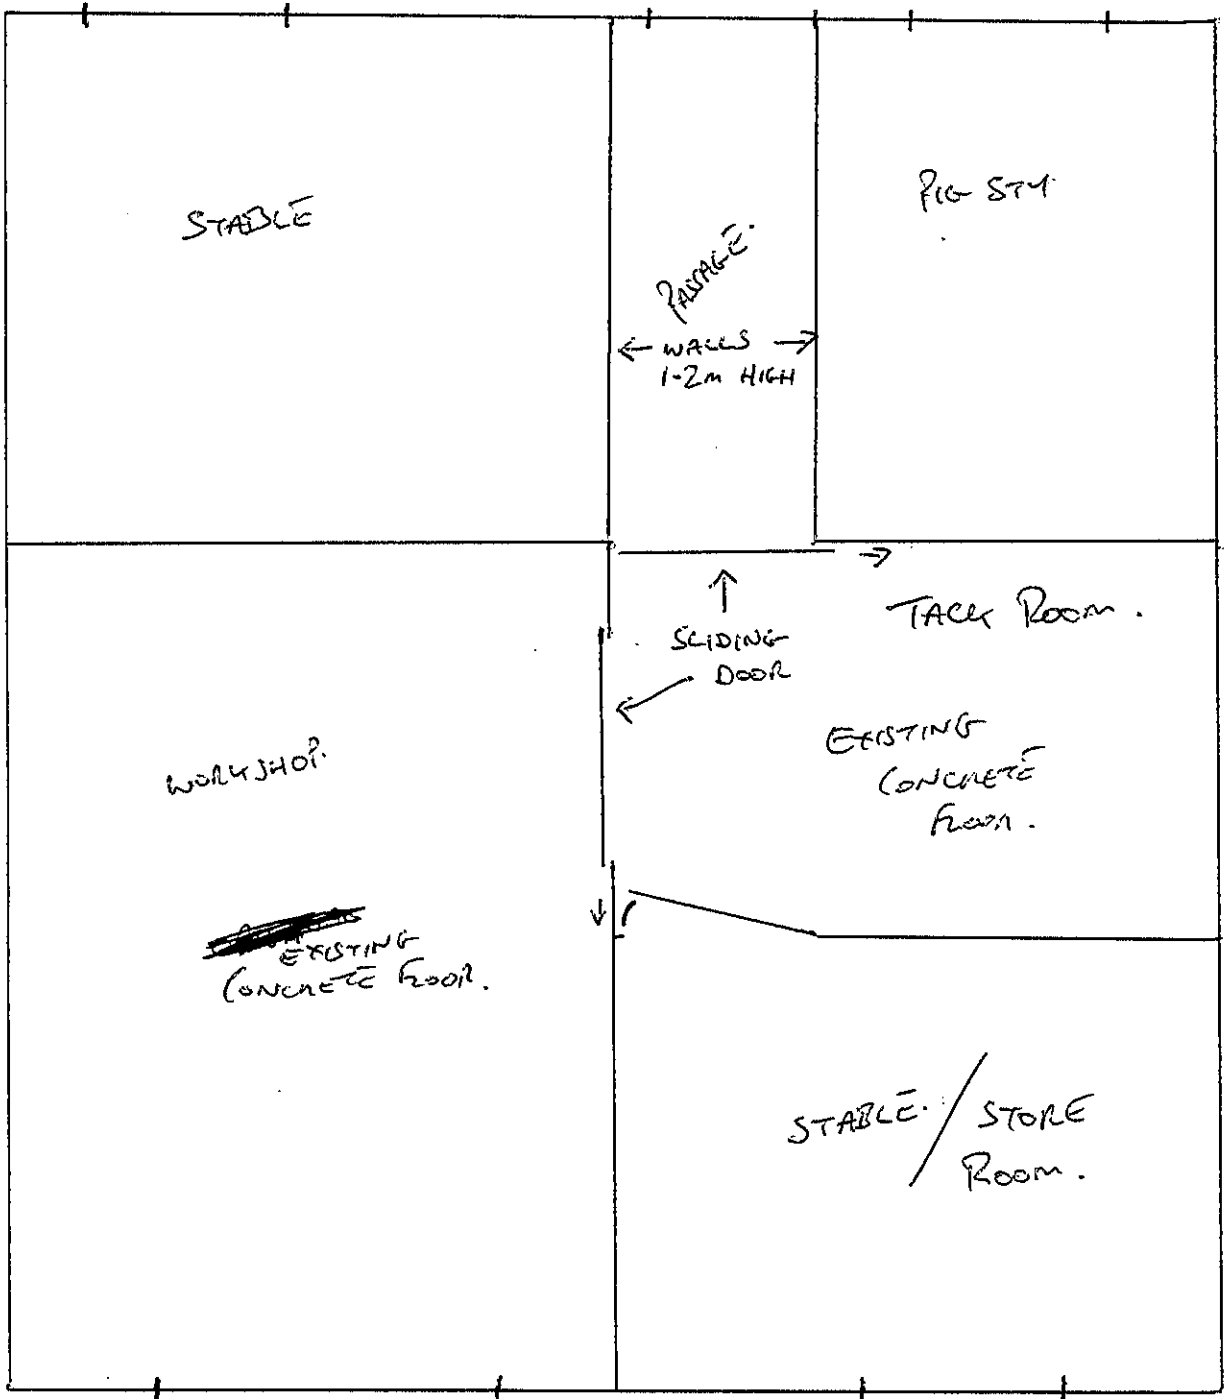 STABLE
PIG STY.
PASSAGE.
← WALLS →
1-2m HIGH
SLIDING
DOOR
TACK ROOM.
EXISTING
CONCRETE
FLOOR.
WORKSHOP.
EXISTING
CONCRETE FLOOR.
STABLE. / STORE
ROOM.